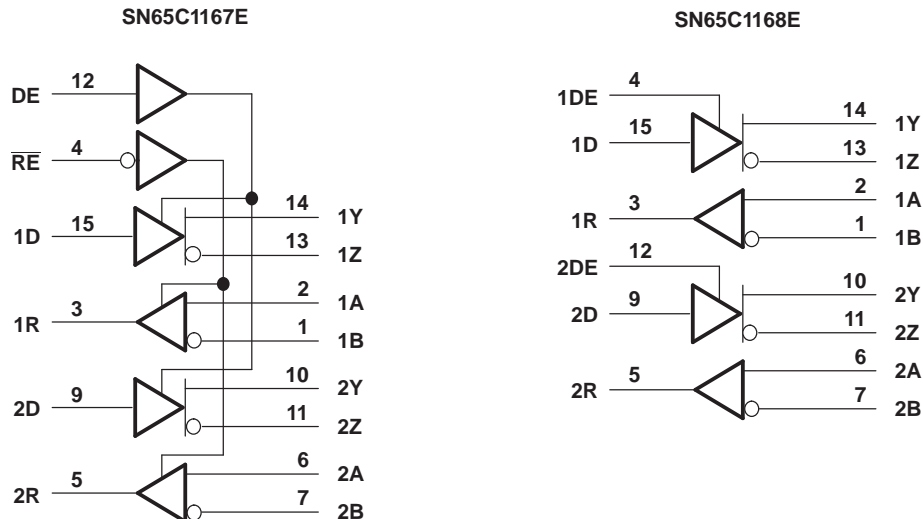 SN65C1167E
DE 12
RE 4
1D 15
14 1Y
13 1Z
1R 3
2 1A
1 1B
2D 9
10 2Y
11 2Z
2R 5
6 2A
7 2B
SN65C1168E
1DE 4
1D 15
14 1Y
13 1Z
1R 3
2 1A
1 1B
2DE 12
2D 9
10 2Y
11 2Z
2R 5
6 2A
7 2B